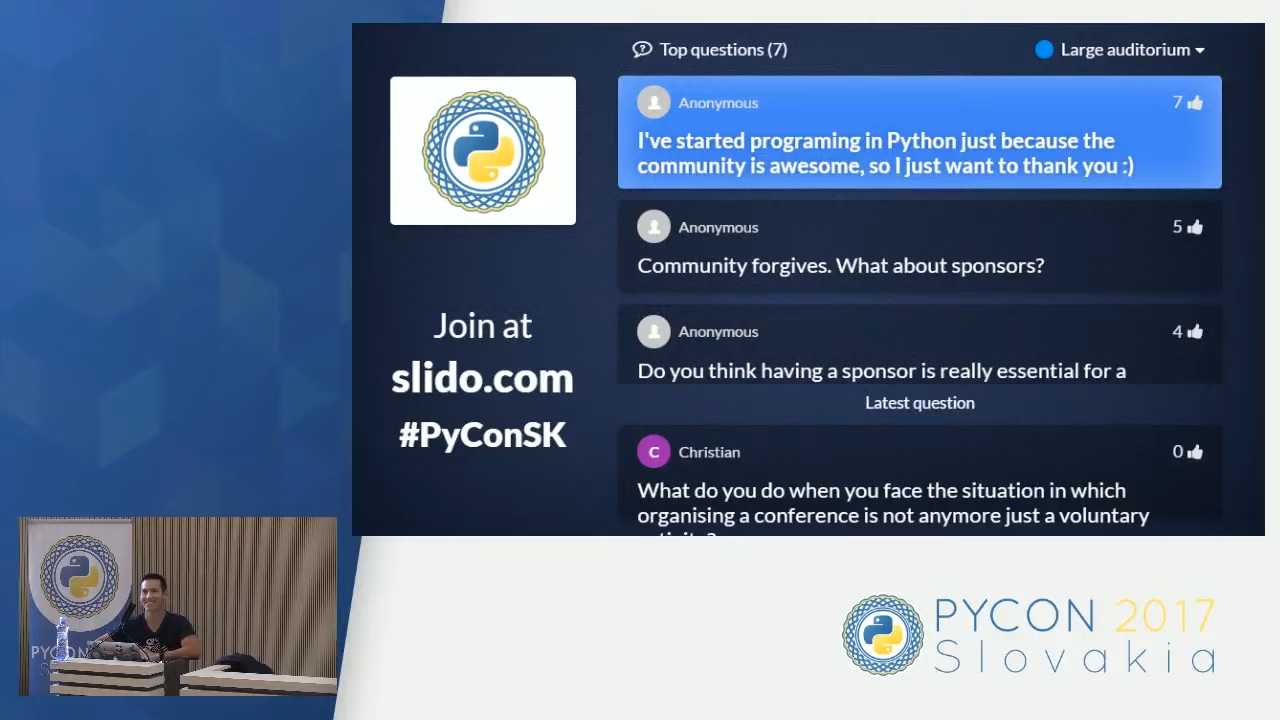 Top questions (7)
Large auditorium
Anonymous
7
I've started programing in Python just because the
community is awesome, so I just want to thank you :)
Anonymous
5
Community forgives. What about sponsors?
Anonymous
4
Do you think having a sponsor is really essential for a
Latest question
C
Christian
0
What do you do when you face the situation in which
organising a conference is not anymore just a voluntary
Join at
slido.com
#PyConSK
PYCON 2017
Slovakia